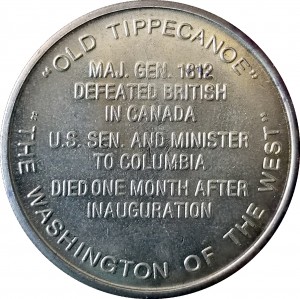 "OLD TIPPECANOE"
MAJ. GEN. 1812
DEFEATED BRITISH
IN CANADA
U.S. SEN. AND MINISTER
TO COLUMBIA
DIED ONE MONTH AFTER
INAUGURATION
"THE WASHINGTON OF THE WEST"